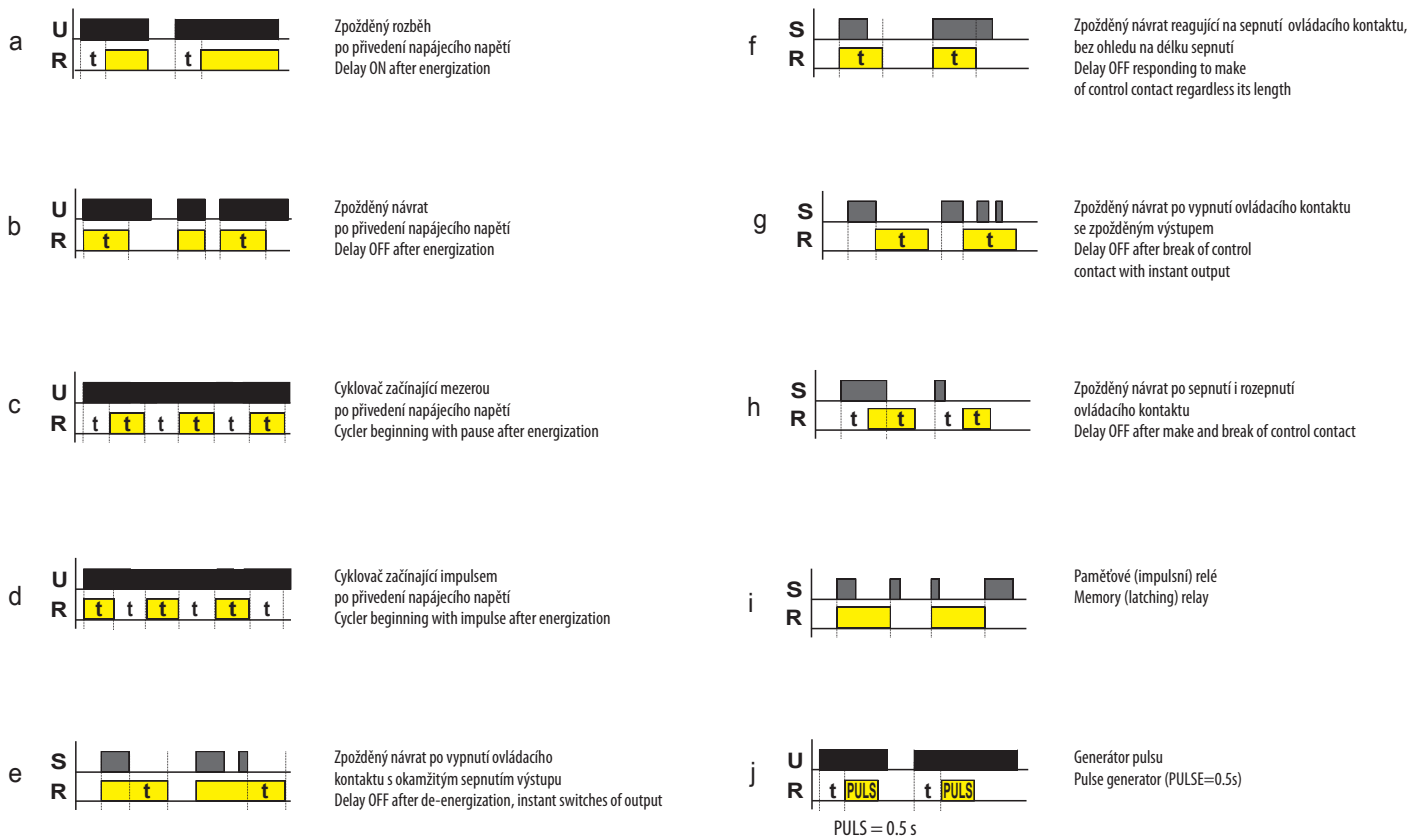 a
U
R
t
t
Zpožděný rozběh
po přivedení napájecího napětí
Delay ON after energization
b
U
R
t
t
Zpožděný návrat
po přivedení napájecího napětí
Delay OFF after energization
c
U
R
t t t t t t
Cyklovač začínající mezerou
po přivedení napájecího napětí
Cycler beginning with pause after energization
d
U
R
t t t t t t
Cyklovač začínající impulsem
po přivedení napájecího napětí
Cycler beginning with impulse after energization
e
S
R
t
t
Zpožděný návrat po vypnutí ovládacího
kontaktu s okamžitým sepnutím výstupu
Delay OFF after de-energization, instant switches of output
f
S
R
t
t
Zpožděný návrat reagující na sepnutí ovládacího kontaktu,
bez ohledu na délku sepnutí
Delay OFF responding to make
of control contact regardless its length
g
S
R
t
t
Zpožděný návrat po vypnutí ovládacího kontaktu
se zpožděným výstupem
Delay OFF after break of control
contact with instant output
h
S
R
t t t t
Zpožděný návrat po sepnutí i rozepnutí
ovládacího kontaktu
Delay OFF after make and break of control contact
i
S
R
Paměťové (impulsní) relé
Memory (latching) relay
j
U
R
t PULS t PULS
PULS = 0.5 s
Generátor pulsu
Pulse generator (PULSE=0.5s)